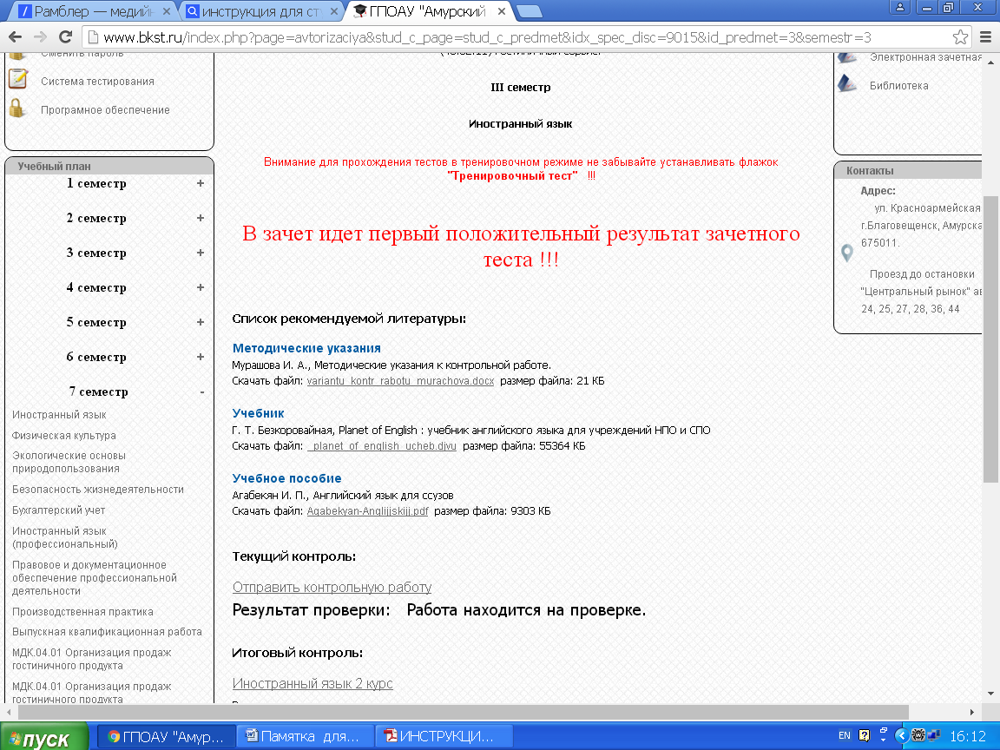 Рамблер — медийн
инструкция для ст
ГПОАУ "Амурский
www.bkst.ru/index.php?page=avtorizaciya&stud_c_page=stud_c_predmet&idx_spec_disc=9015&id_predmet=3&semestr=3
Сменить пароль
Система тестирования
Програмное обеспечение
Учебный план
1 семестр +
2 семестр +
3 семестр +
4 семестр +
5 семестр +
6 семестр +
7 семестр -
Иностранный язык
Физическая культура
Экологические основы
природопользования
Безопасность жизнедеятельности
Бухгалтерский учет
Иностранный язык
(профессиональный)
Правовое и документационное
обеспечение профессиональной
деятельности
Производственная практика
Выпускная квалификационная работа
МДК.04.01 Организация продаж
гостиничного продукта
МДК.04.01 Организация продаж
гостиничного продукта
III семестр
Иностранный язык
Внимание для прохождения тестов в тренировочном режиме не забывайте устанавливать флажок
"Тренировочный тест" !!!
В зачет идет первый положительный результат зачетного
теста !!!
Список рекомендуемой литературы:
Методические указания
Мурашова И. А., Методические указания к контрольной работе.
Скачать файл: variantu_kontr_rabotu_murachova.docx размер файла: 21 КБ
Учебник
Г. Т. Безкоровайная, Planet of English : учебник английского языка для учреждений НПО и СПО
Скачать файл: _planet_of_english_ucheb.djvu размер файла: 55364 КБ
Учебное пособие
Агабекян И. П., Английский язык для ссузов
Скачать файл: Agabekyan-Anglijjskijj.pdf размер файла: 9303 КБ
Текущий контроль:
Отправить контрольную работу
Результат проверки: Работа находится на проверке.
Итоговый контроль:
Иностранный язык 2 курс
Электронная зачетная
Библиотека
Контакты
Адрес:
ул. Красноармейская
г.Благовещенск, Амурска
675011.
Проезд до остановки
"Центральный рынок" ав
24, 25, 27, 28, 36, 44
пуск
ГПОАУ "Амур...
Памятка для...
ИНСТРУКЦИ...
EN
16:12